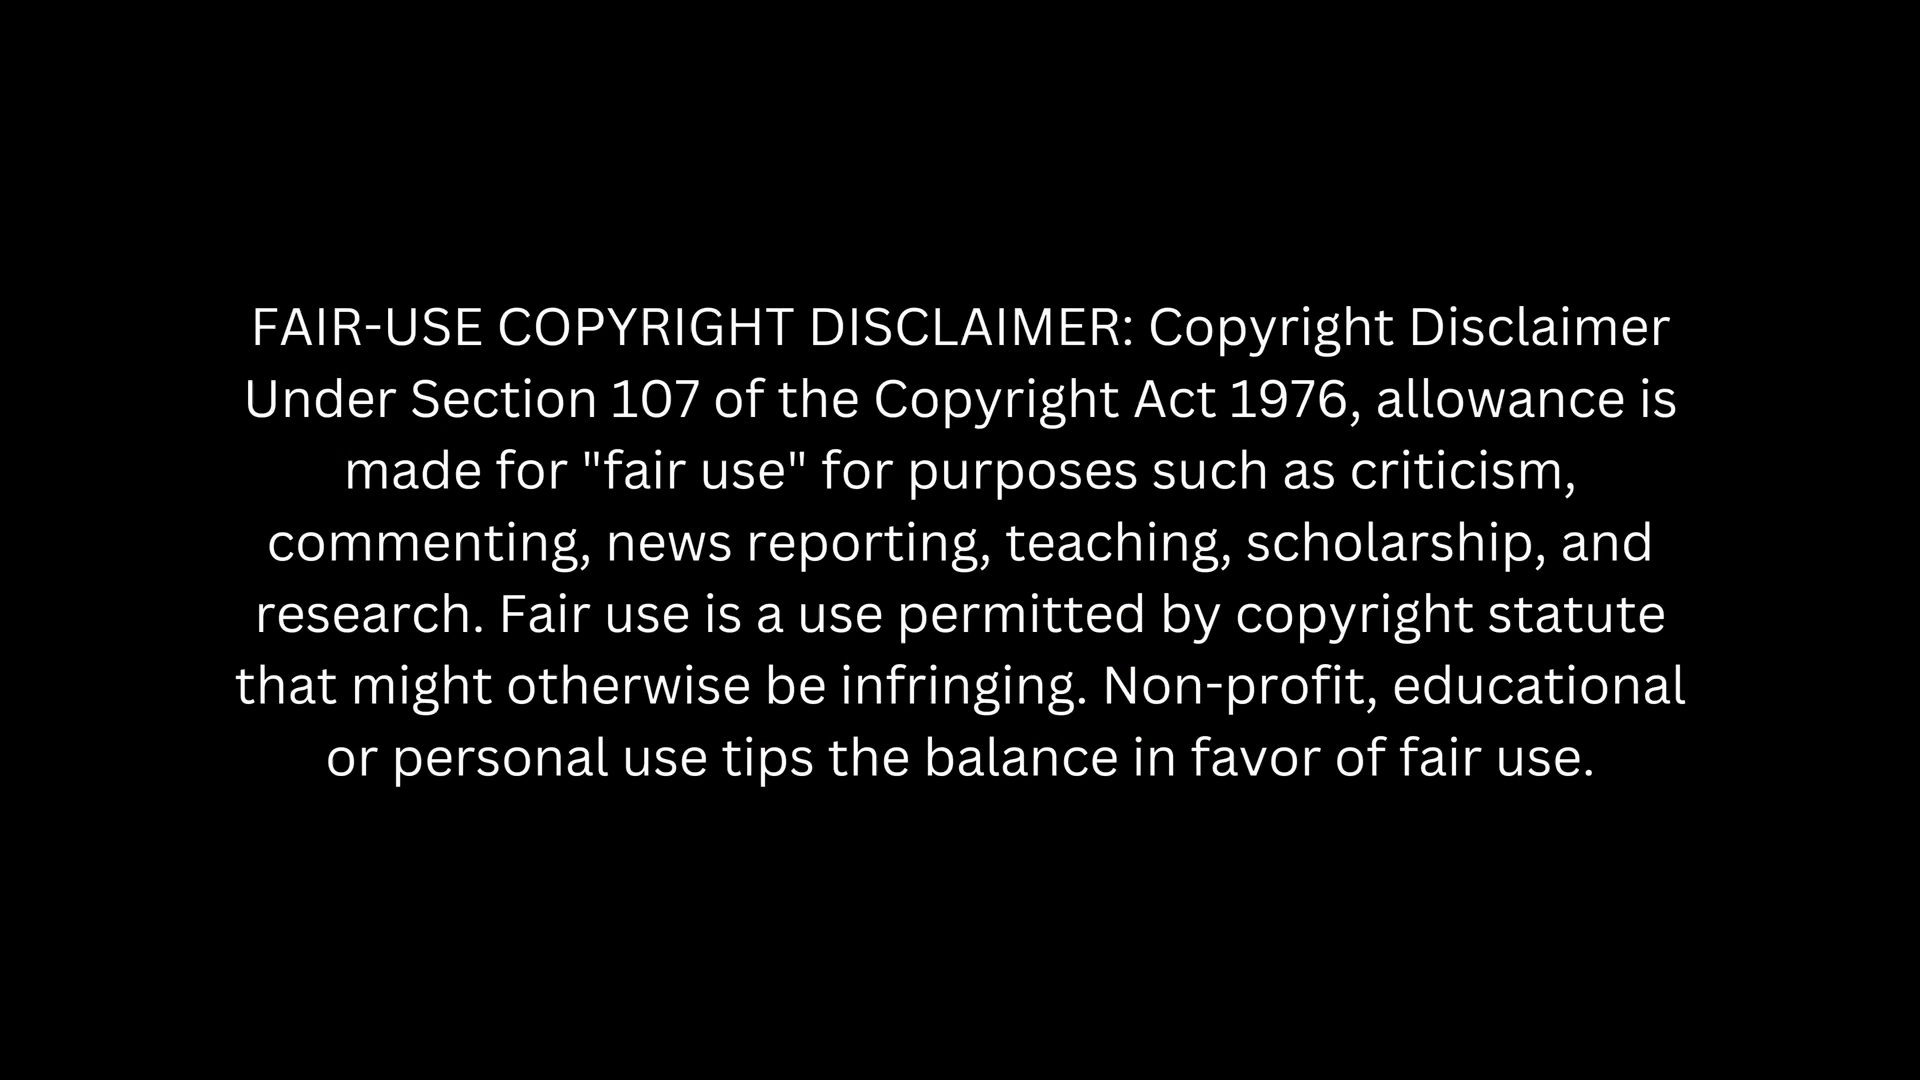 FAIR-USE COPYRIGHT DISCLAIMER: Copyright Disclaimer
Under Section 107 of the Copyright Act 1976, allowance is
made for "fair use" for purposes such as criticism,
commenting, news reporting, teaching, scholarship, and
research. Fair use is a use permitted by copyright statute
that might otherwise be infringing. Non-profit, educational
or personal use tips the balance in favor of fair use.